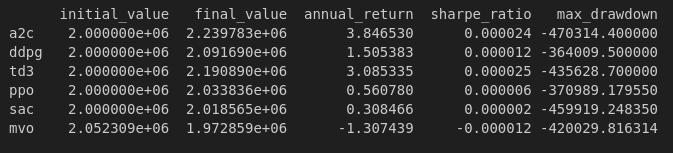 initial_value final_value annual_return sharpe_ratio max_drawdown
a2c 2.000000e+06 2.239783e+06 3.846530 0.000024 -470314.400000
ddpg 2.000000e+06 2.091690e+06 1.505383 0.000012 -364009.500000
td3 2.000000e+06 2.190890e+06 3.085335 0.000025 -435628.700000
ppo 2.000000e+06 2.033836e+06 0.560780 0.000006 -370989.179550
sac 2.000000e+06 2.018565e+06 0.308466 0.000002 -459919.248350
mvo 2.052309e+06 1.972859e+06 -1.307439 -0.000012 -420029.816314